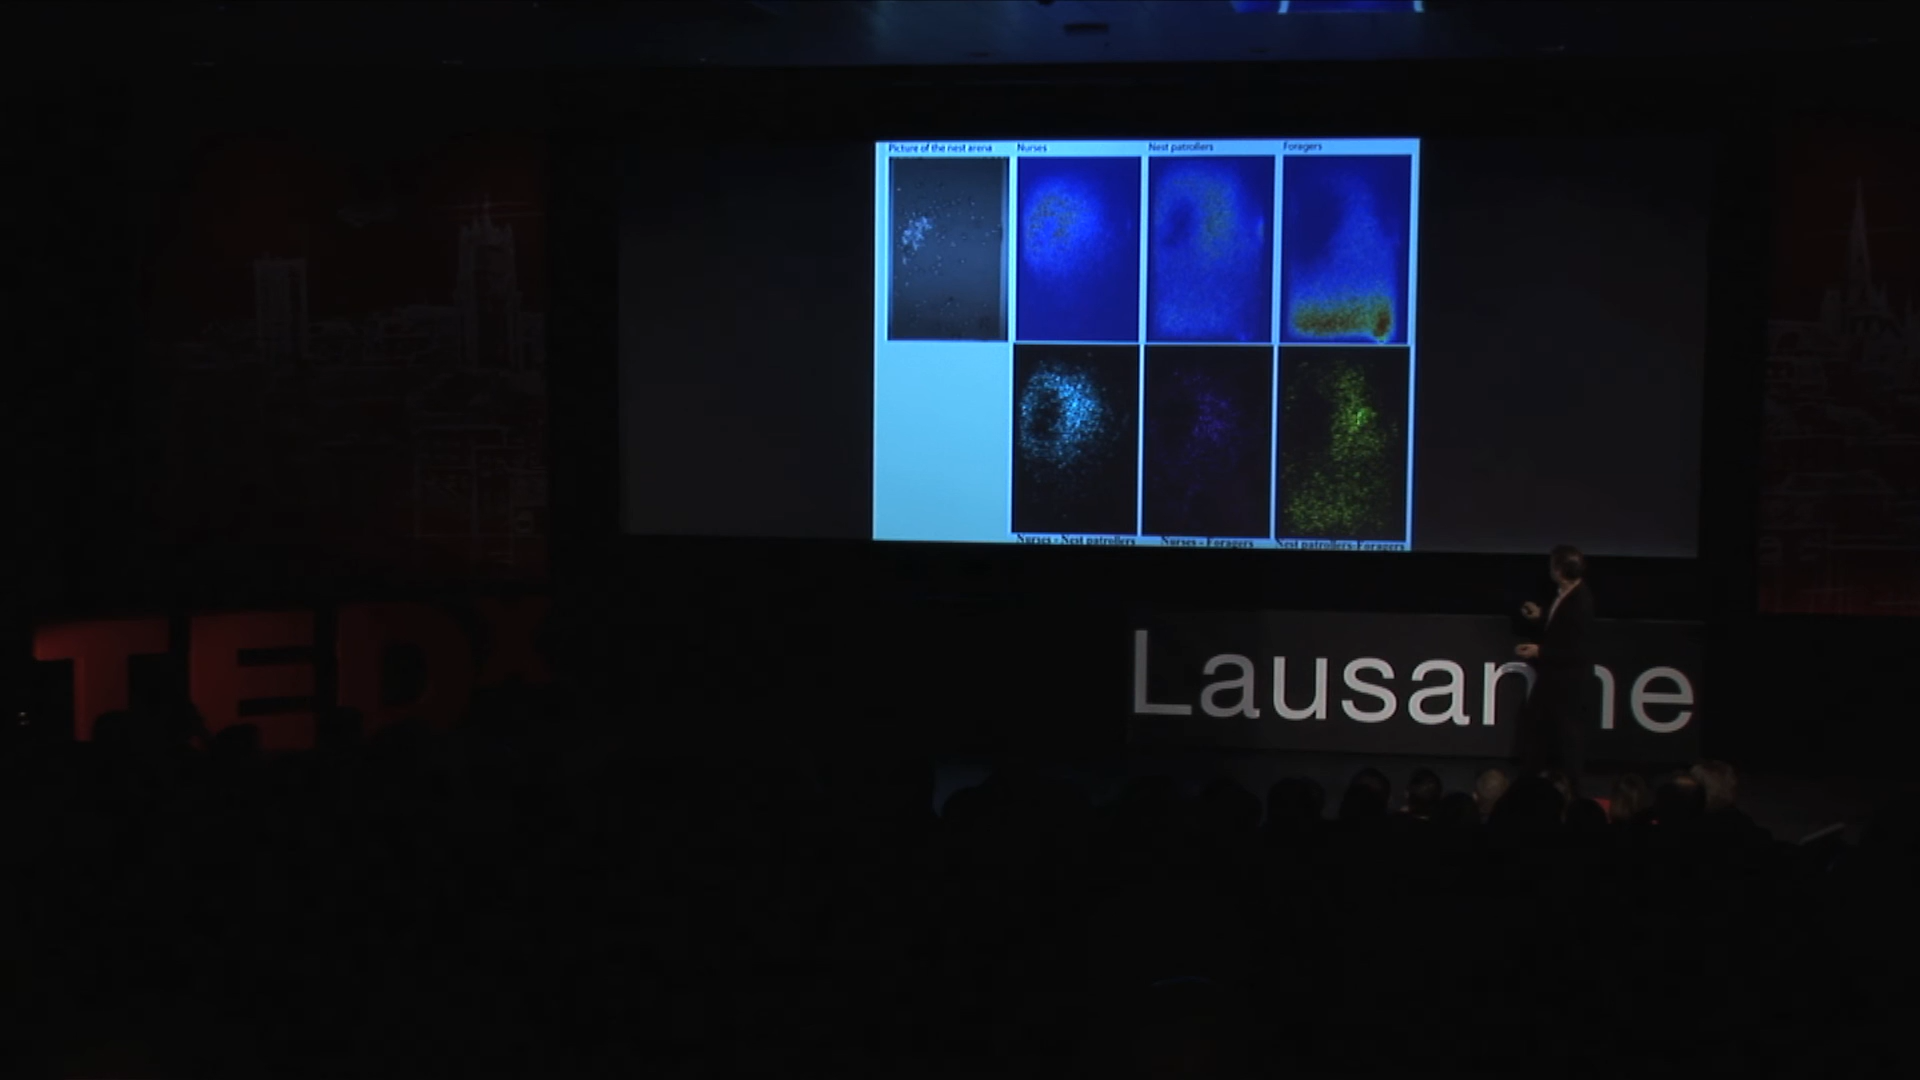 Picture of the nest arena
Nurses
Nest patrollers
Foragers
Nurses - Nest patrollers
Nurses - Foragers
Nest patrollers-Foragers
TEDx
Lausanne